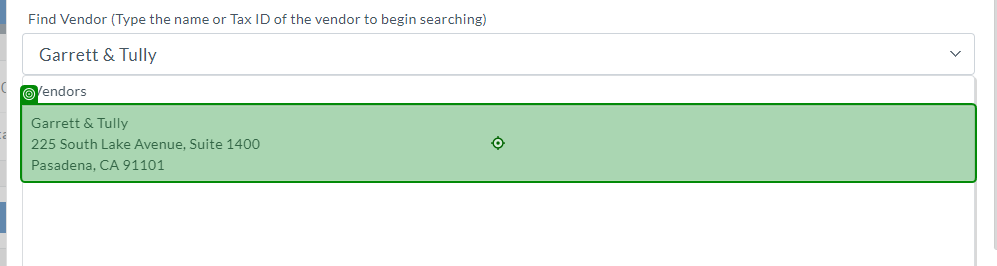 Find Vendor (Type the name or Tax ID of the vendor to begin searching)
Garrett & Tully
Vendors
Garrett & Tully
225 South Lake Avenue, Suite 1400
Pasadena, CA 91101